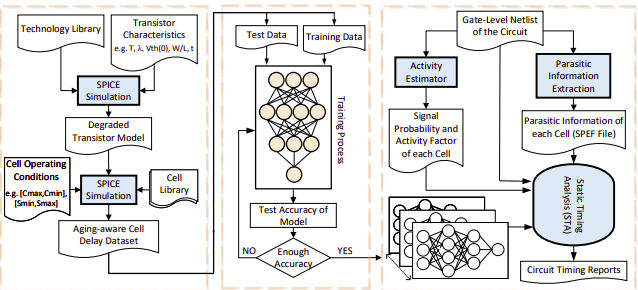 Technology Library
Transistor
Characteristics
e.g. T, λ, Vth(0), W/L, t
SPICE
Simulation
Degraded
Transistor Model
Cell Operating
Conditions
e.g. [Cmax,Cmin],
[Smin,Smax]
SPICE
Simulation
Cell
Library
Aging-aware Cell
Delay Dataset
Test Data
Training Data
Training Process
Test Accuracy of
Model
NO
Enough
Accuracy
YES
Gate-Level Netlist
of the Circuit
Activity
Estimator
Parasitic
Information
Extraction
Signal
Probability and
Activity Factor
of each Cell
Parasitic Information of
each Cell (SPEF File)
Static Timing
Analysis (STA)
Circuit Timing Reports